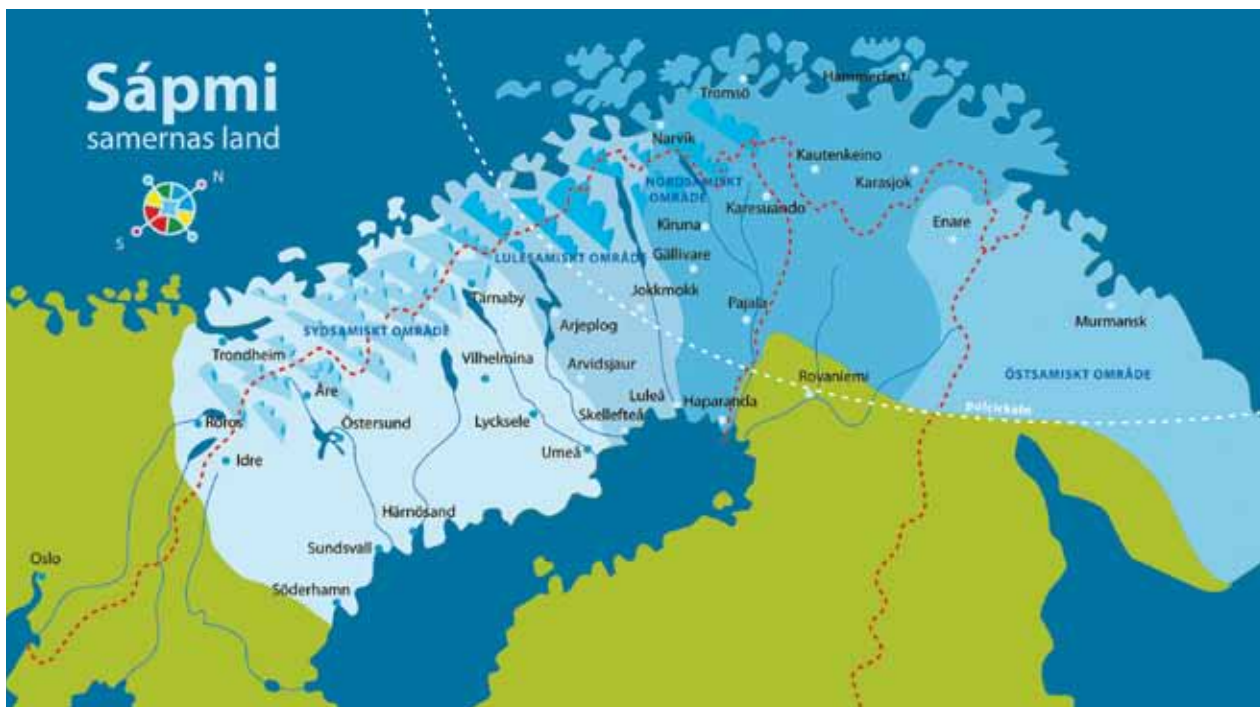 Sápmi
samernas land
N
S
Hammerfest
Tromsö
Narvik
Kautenkeino
Karasjok
NORDSAMISKT
OMRÅDE
Karesuando
Kiruna
Enare
LULESAMISKT OMRÅDE
Gällivare
Jokkmokk
Tärnaby
Pajala
Arjeplog
Murmansk
SYDSAMISKT OMRÅDE
Trondheim
Vilhelmina
Arvidsjaur
Rovaniemi
ÖSTSAMISKT OMRÅDE
Åre
Luleå
Haparanda
Polcirkeln
Röros
Östersund
Lycksele
Skellefteå
Idre
Umeå
Härnösand
Sundsvall
Oslo
Söderhamn